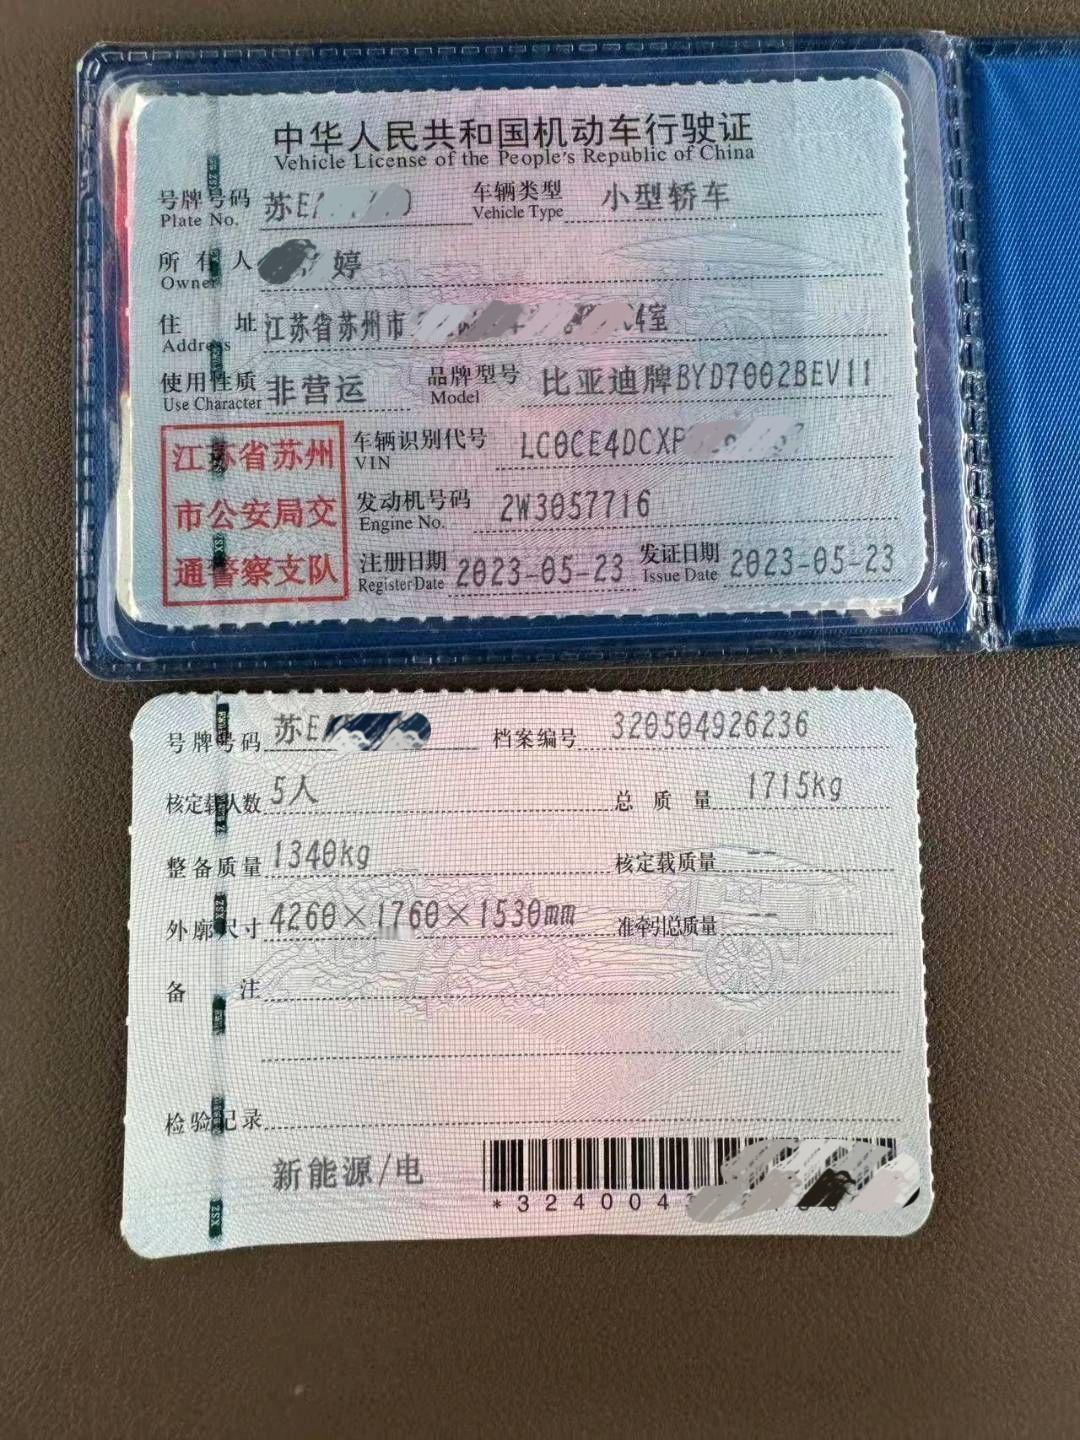 中华人民共和国机动车行驶证
Vehicle License of the People's Republic of China
号牌号码 苏E 车辆类型 小型轿车
Plate No. Vehicle Type
所有人 婷
Owner
住址 江苏省苏州市 4室
Address
使用性质 非营运 品牌型号 比亚迪牌BYD7002BEV11
Use Character Model
江苏省苏州
市公安局交
通警察支队
车辆识别代号 LC0CE4DCXP
VIN
发动机号码 2W3057716
Engine No.
注册日期 2023-05-23 发证日期 2023-05-23
Register Date Issue Date
号牌号码 苏E 档案编号 320504926236
核定载人数 5人 总质量 1715kg
整备质量 1340kg 核定载质量 --
外廓尺寸 4260×1760×1530mm 准牵引总质量 --
备注
检验记录
新能源/电
*324004
XSZ